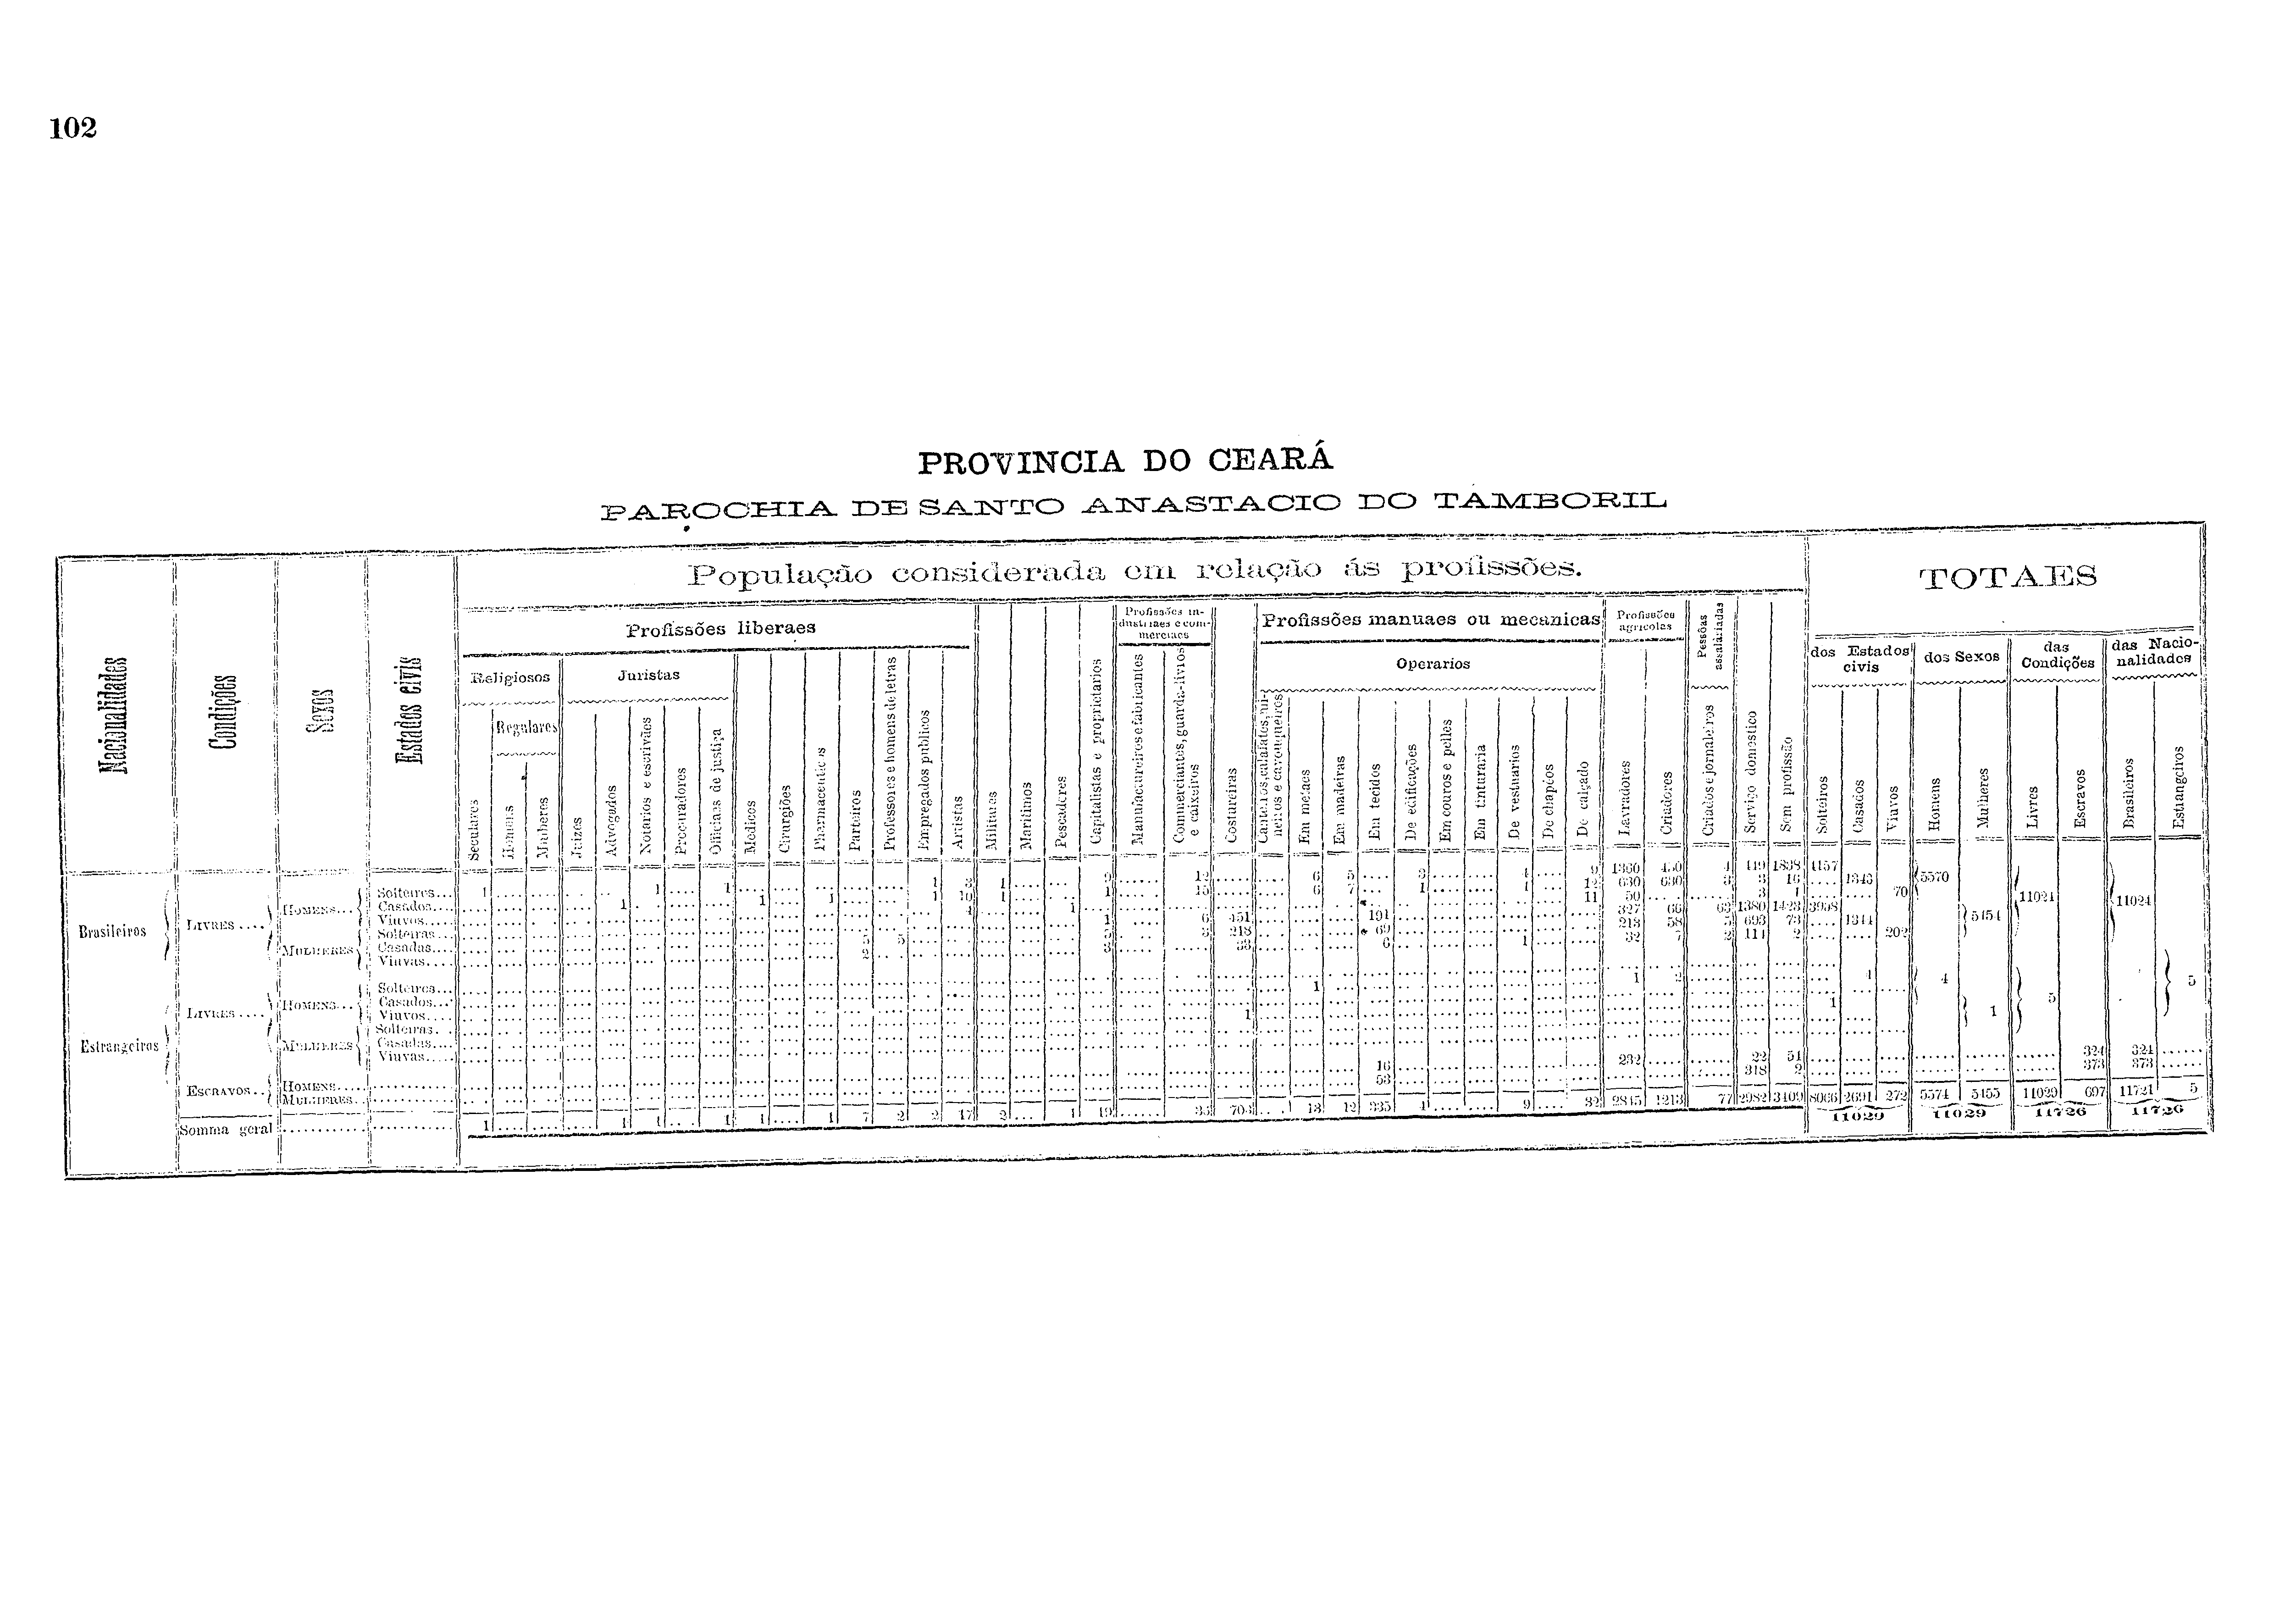 102
PROVINCIA DO CEARÁ
PAROCHIA DE SANTO ANASTACIO DO TAMBORIL
População considerada em relação ás profissões.
TOTAES
Nacionalidades
Condições
Sexos
Estados civis
Profissões liberaes
Profissões industriaes e commerciaes
Profissões manuaes ou mecanicas
Profissões agricolas
Pessôas assalariadas
dos Estados civis
dos Sexos
das Condições
das Nacionalidades
Religiosos
Juristas
Operarios
Regulares
Seculares
Homens
Mulheres
Juizes
Advogados
Notarios e escrivães
Procuradores
Officiaes de justiça
Medicos
Cirurgiões
Pharmaceuticos
Parteiros
Professores e homens de letras
Empregados publicos
Artistas
Militares
Maritimos
Pescadores
Capitalistas e proprietarios
Manufactureiros e fabricantes
Commerciantes, guarda-livros e caixeiros
Costureiras
Canteiros, calafates, mineiros e cavouqueiros
Em metaes
Em madeiras
Em tecidos
De edificações
Em couros e pelles
Em tinturaria
De vestuarios
De chapéos
De calçado
Lavradores
Criadores
Criados e jornaleiros
Serviço domestico
Sem profissão
Solteiros
Casados
Viuvos
Homens
Mulheres
Livres
Escravos
Brasileiros
Estrangeiros
Brasileiros
LIVRES....
HOMENS...
Solteiros... 1 1 1 1 3 1 9 12 6 5 3 4 9 1360 450 4 449 1838 4157
Casados.... 1 1 1 1 10 1 1 15 6 7 1 1 12 630 630 3 3 16 1343 5570
Viuvos.... 4 1 11 50 3 1 70
MULHERES
Solteiras... 1 6 451 191 327 66 63 1380 1423 3958
Casadas.... 5 5 3 218 69 213 58 5 693 73 1314 5454
Viuvas.... 2 3 33 6 1 32 7 2 111 2 202
11024
11024
Estrangeiros
LIVRES....
HOMENS...
Solteiros...
Casados... 1 1 2 4
Viuvos....
4
MULHERES
Solteiras.. 1 1
Casadas....
Viuvas.....
1
5
5
ESCRAVOS..
HOMENS.... 16 232 22 54 324 324
MULHERES.. 53 318 2 373 373
Somma geral 1 1 1 1 1 1 7 2 2 17 2 1 19 35 703 13 12 335 4 9 32 2845 1213 77 2982 3409 8066 2691 272 5574 5455 11029 697 11721 5
11029
11029
11726
11726